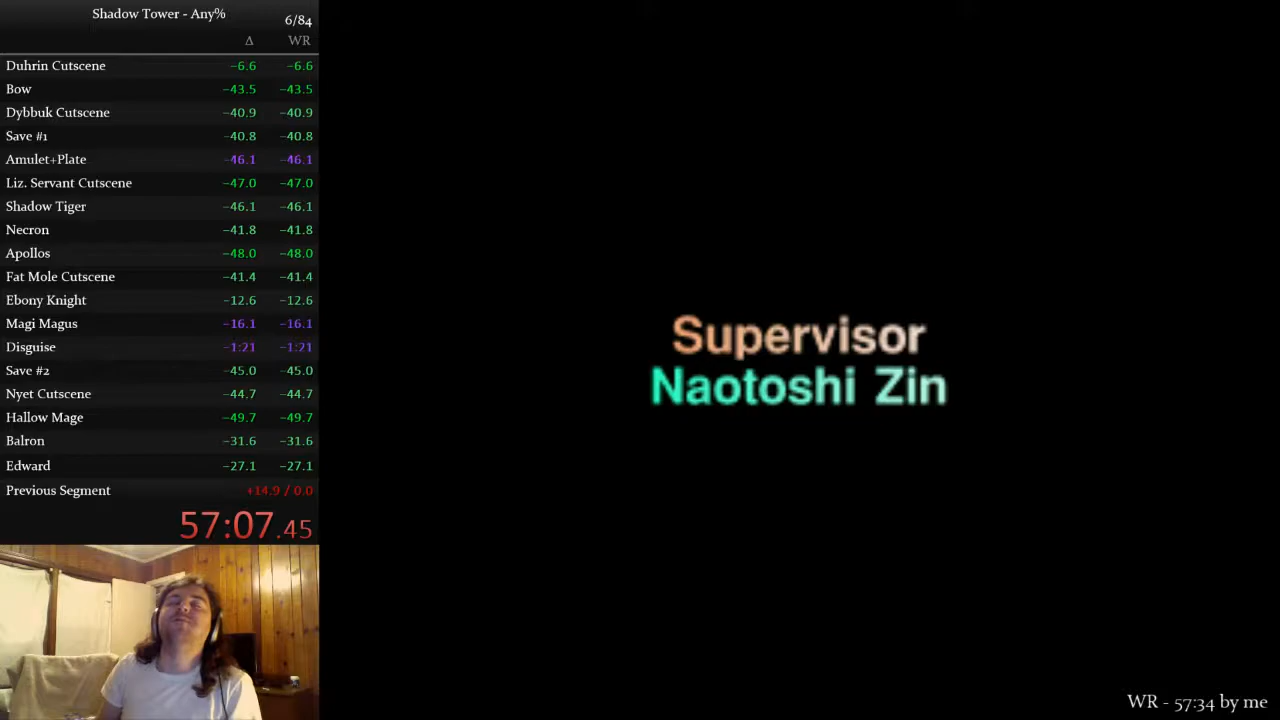 Shadow Tower - Any%
6/84
Δ WR
Duhrin Cutscene -6.6 -6.6
Bow -43.5 -43.5
Dybbuk Cutscene -40.9 -40.9
Save #1 -40.8 -40.8
Amulet+Plate -46.1 -46.1
Liz. Servant Cutscene -47.0 -47.0
Shadow Tiger -46.1 -46.1
Necron -41.8 -41.8
Apollos -48.0 -48.0
Fat Mole Cutscene -41.4 -41.4
Ebony Knight -12.6 -12.6
Magi Magus -16.1 -16.1
Disguise -1:21 -1:21
Save #2 -45.0 -45.0
Nyet Cutscene -44.7 -44.7
Hallow Mage -49.7 -49.7
Balron -31.6 -31.6
Edward -27.1 -27.1
Previous Segment +14.9 / 0.0
57:07.45
Supervisor
Naotoshi Zin
WR - 57:34 by me